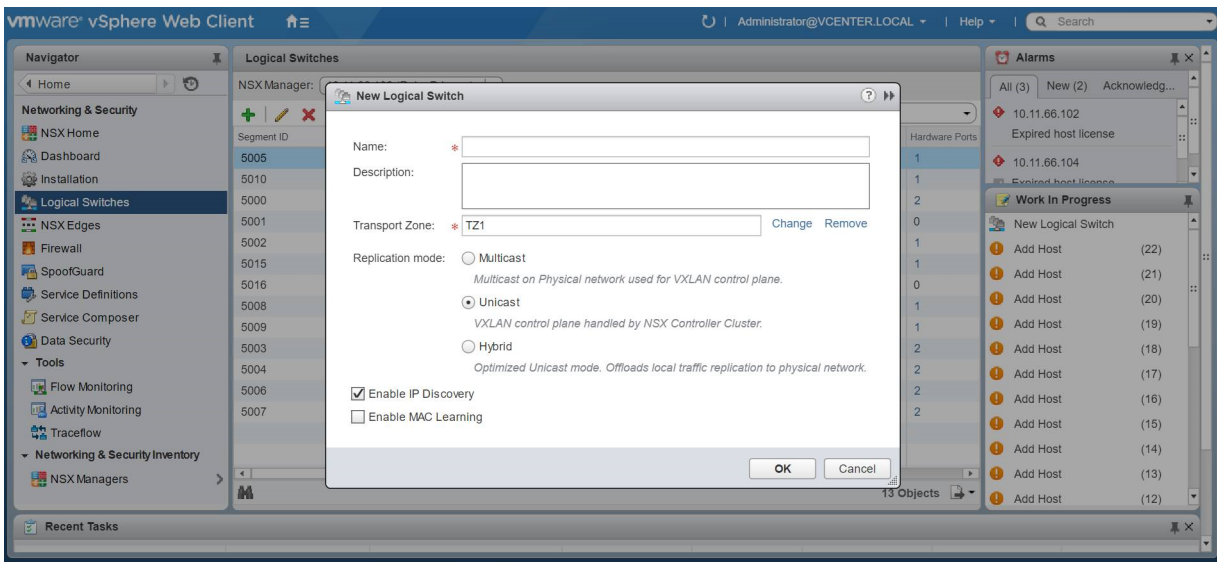 vmware® vSphere Web Client
Administrator@VCENTER.LOCAL
Help
Search
Navigator
Home
Networking & Security
NSX Home
Dashboard
Installation
Logical Switches
NSX Edges
Firewall
SpoofGuard
Service Definitions
Service Composer
Data Security
Tools
Flow Monitoring
Activity Monitoring
Traceflow
Networking & Security Inventory
NSX Managers
Logical Switches
NSX Manager:
Segment ID
Hardware Ports
5005 1
5010 1
5000 2
5001 0
5002 1
5015 1
5016 0
5008 1
5009 1
5003 2
5004 2
5006 2
5007 2
13 Objects
New Logical Switch
Name: *
Description:
Transport Zone: * TZ1 Change Remove
Replication mode: Multicast
Multicast on Physical network used for VXLAN control plane.
Unicast
VXLAN control plane handled by NSX Controller Cluster.
Hybrid
Optimized Unicast mode. Offloads local traffic replication to physical network.
Enable IP Discovery
Enable MAC Learning
OK Cancel
Alarms
All (3) New (2) Acknowledg...
10.11.66.102
Expired host license
10.11.66.104
Expired host license
Work In Progress
New Logical Switch
Add Host (22)
Add Host (21)
Add Host (20)
Add Host (19)
Add Host (18)
Add Host (17)
Add Host (16)
Add Host (15)
Add Host (14)
Add Host (13)
Add Host (12)
Recent Tasks